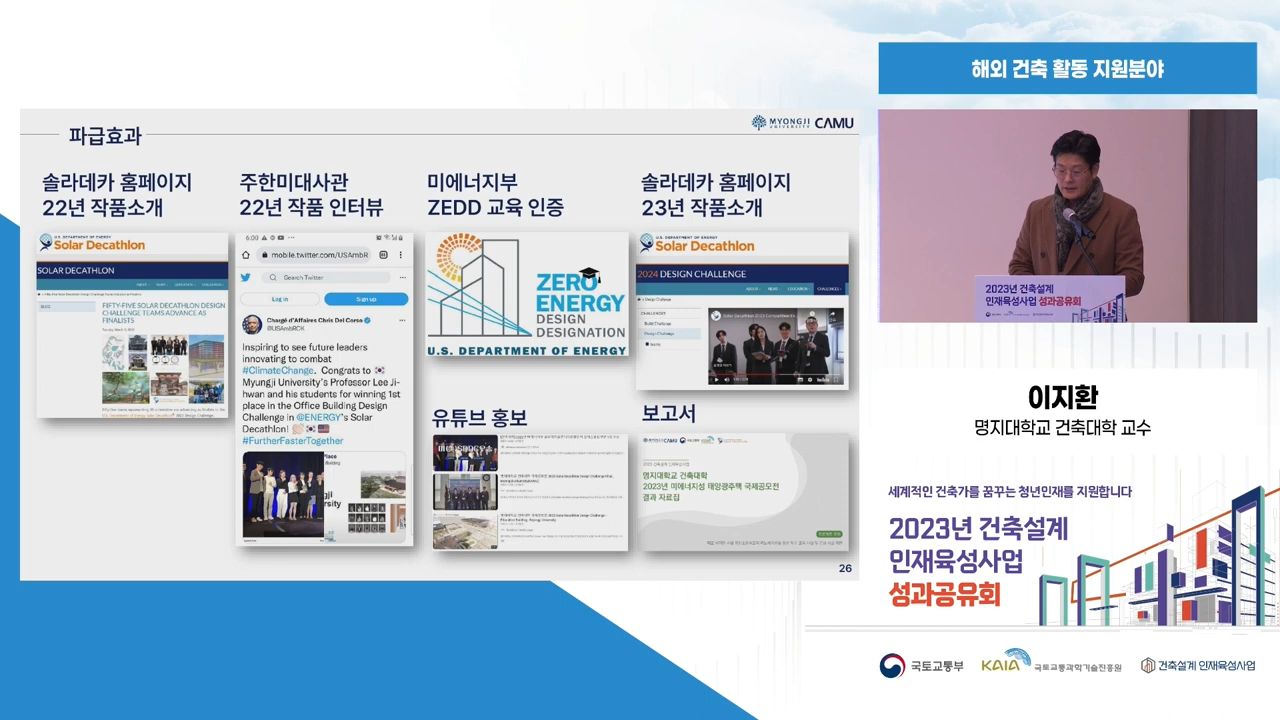 해외 건축 활동 지원분야
파급효과
MYONGJI UNIVERSITY CAMU
솔라데카 홈페이지
22년 작품소개
주한미대사관
22년 작품 인터뷰
미에너지부
ZEDD 교육 인증
솔라데카 홈페이지
23년 작품소개
U.S. DEPARTMENT OF ENERGY
Solar Decathlon
SOLAR DECATHLON
FIFTY-FIVE SOLAR DECATHLON DESIGN
CHALLENGE TEAMS ADVANCE AS
FINALISTS
6:00
mobile.twitter.com/USAmbR
Search Twitter
Log in
Sign up
Chargé d'Affaires Chris Del Corso
@USAmbROK
Inspiring to see future leaders
innovating to combat
#ClimateChange. Congrats to
Myungji University's Professor Lee Ji-
hwan and his students for winning 1st
place in the Office Building Design
Challenge in @ENERGY's Solar
Decathlon!
#FurtherFasterTogether
ZERO
ENERGY
DESIGN
DESIGNATION
U.S. DEPARTMENT OF ENERGY
U.S. DEPARTMENT OF ENERGY
Solar Decathlon
2024 DESIGN CHALLENGE
ABOUT
NEWS
EDUCATION
CHALLENGES
CHALLENGES
Build Challenge
Design Challenge
유튜브 홍보
보고서
명지대학교 건축대학
2023년 미에너지성 태양광주택 국제공모전
결과 자료집
26
2023년 건축설계
인재육성사업 성과공유회
이지환
명지대학교 건축대학 교수
세계적인 건축가를 꿈꾸는 청년인재를 지원합니다
2023년 건축설계
인재육성사업
성과공유회
국토교통부
KAIA 국토교통과학기술진흥원
건축설계 인재육성사업